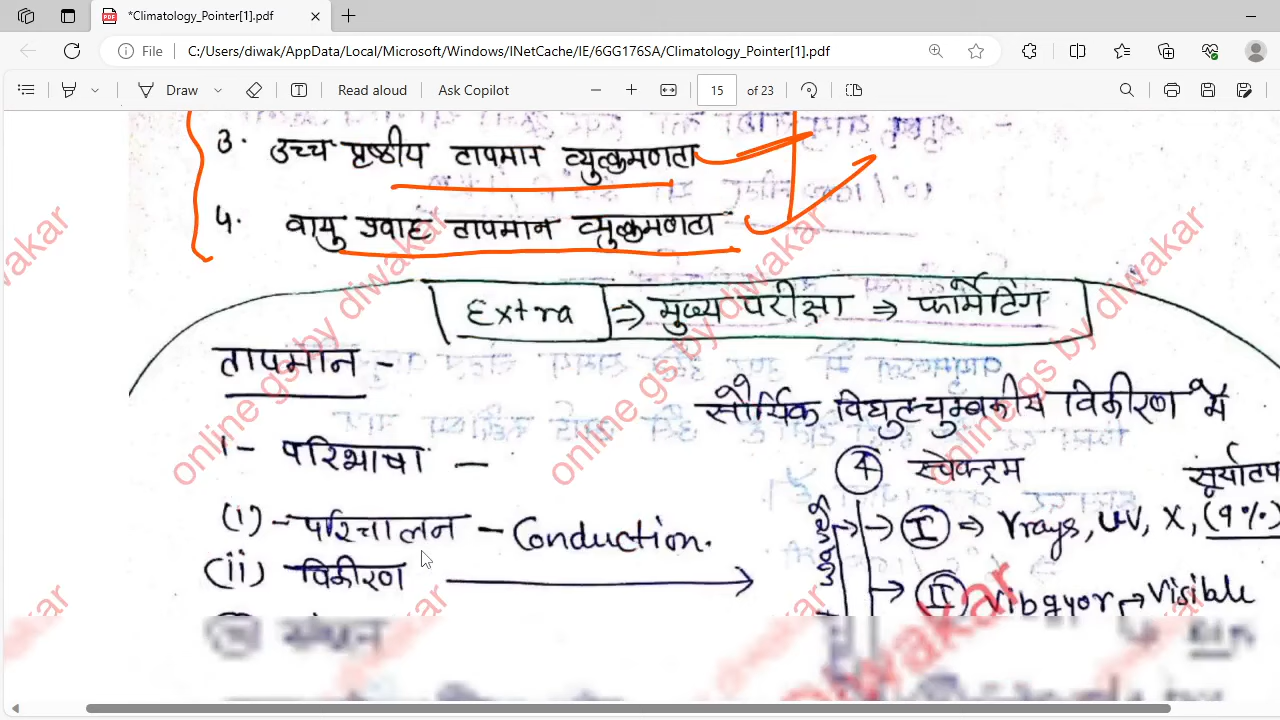 *Climatology_Pointer[1].pdf
File C:/Users/diwak/AppData/Local/Microsoft/Windows/INetCache/IE/6GG176SA/Climatology_Pointer[1].pdf
Draw Read aloud Ask Copilot 15 of 23
3. उच्च पृष्ठीय तापमान व्युत्क्रमणता
4. वायु प्रवाह तापमान व्युत्क्रमणता
Extra ⇒ मुख्य परीक्षा ⇒ फार्मेटिंग
तापमान -
सौर्यिक विद्युत-चुम्बकीय विकीरण में
1- परिभाषा -
4 स्पेक्ट्रम सूर्यातप
(i) - परिचालन - Conduction.
I ⇒ γrays, UV, X, (9%)
(ii) विकीरण
II Vibgyor → Visible
online gs by diwakar